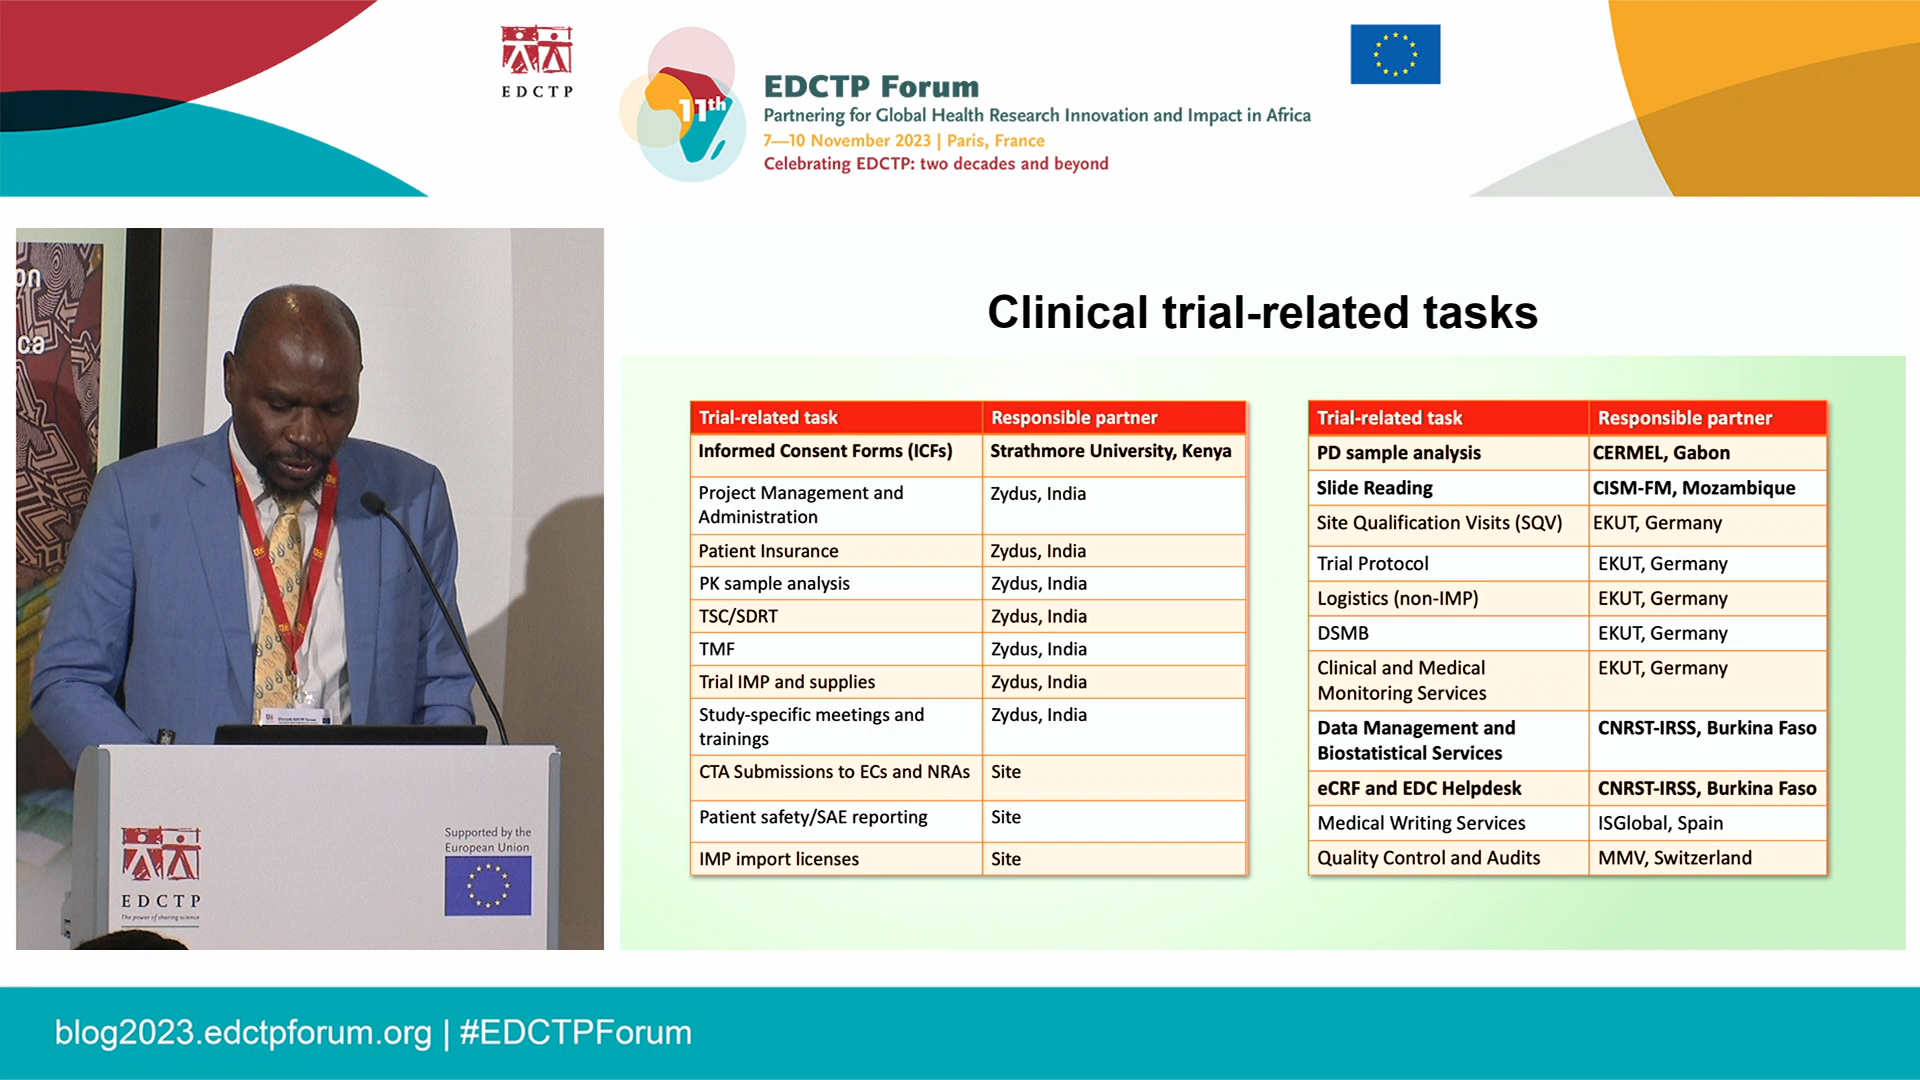 EDCTP
11th
EDCTP Forum
Partnering for Global Health Research Innovation and Impact in Africa
7—10 November 2023 | Paris, France
Celebrating EDCTP: two decades and beyond
on
ca
EDCTP
The power of sharing science
Supported by the
European Union
Clinical trial-related tasks
Trial-related task Responsible partner
Informed Consent Forms (ICFs) Strathmore University, Kenya
Project Management and Zydus, India
Administration
Patient Insurance Zydus, India
PK sample analysis Zydus, India
TSC/SDRT Zydus, India
TMF Zydus, India
Trial IMP and supplies Zydus, India
Study-specific meetings and Zydus, India
trainings
CTA Submissions to ECs and NRAs Site
Patient safety/SAE reporting Site
IMP import licenses Site
Trial-related task Responsible partner
PD sample analysis CERMEL, Gabon
Slide Reading CISM-FM, Mozambique
Site Qualification Visits (SQV) EKUT, Germany
Trial Protocol EKUT, Germany
Logistics (non-IMP) EKUT, Germany
DSMB EKUT, Germany
Clinical and Medical EKUT, Germany
Monitoring Services
Data Management and CNRST-IRSS, Burkina Faso
Biostatistical Services
eCRF and EDC Helpdesk CNRST-IRSS, Burkina Faso
Medical Writing Services ISGlobal, Spain
Quality Control and Audits MMV, Switzerland
blog2023.edctpforum.org | #EDCTPForum